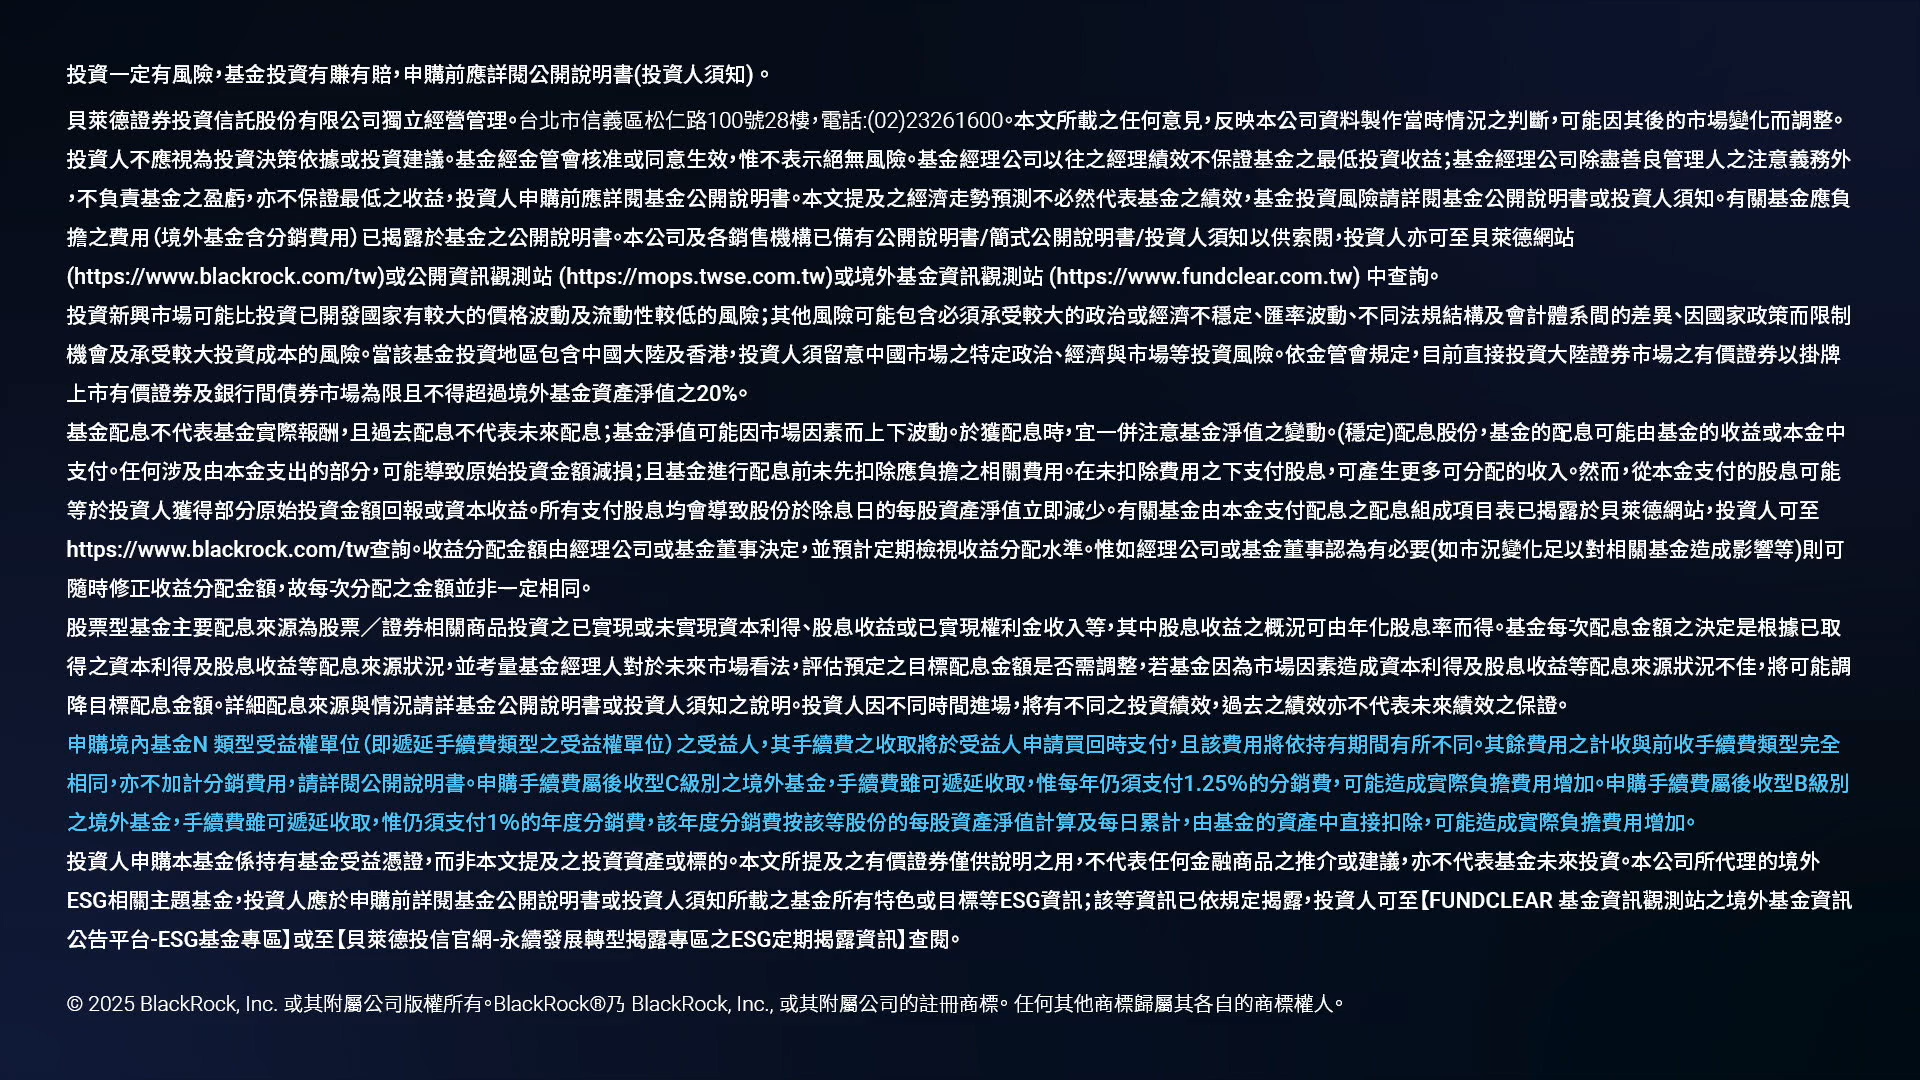 投資一定有風險，基金投資有賺有賠，申購前應詳閱公開說明書(投資人須知)。
貝萊德證券投資信託股份有限公司獨立經營管理。台北市信義區松仁路100號28樓，電話:(02)23261600。本文所載之任何意見，反映本公司資料製作當時情況之判斷，可能因其後的市場變化而調整。
投資人不應視為投資決策依據或投資建議。基金經金管會核准或同意生效，惟不表示絕無風險。基金經理公司以往之經理績效不保證基金之最低投資收益；基金經理公司除盡善良管理人之注意義務外
，不負責基金之盈虧，亦不保證最低之收益，投資人申購前應詳閱基金公開說明書。本文提及之經濟走勢預測不必然代表基金之績效，基金投資風險請詳閱基金公開說明書或投資人須知。有關基金應負
擔之費用（境外基金含分銷費用）已揭露於基金之公開說明書。本公司及各銷售機構已備有公開說明書/簡式公開說明書/投資人須知以供索閱，投資人亦可至貝萊德網站
(https://www.blackrock.com/tw)或公開資訊觀測站 (https://mops.twse.com.tw)或境外基金資訊觀測站 (https://www.fundclear.com.tw) 中查詢。
投資新興市場可能比投資已開發國家有較大的價格波動及流動性較低的風險；其他風險可能包含必須承受較大的政治或經濟不穩定、匯率波動、不同法規結構及會計體系間的差異、因國家政策而限制
機會及承受較大投資成本的風險。當該基金投資地區包含中國大陸及香港，投資人須留意中國市場之特定政治、經濟與市場等投資風險。依金管會規定，目前直接投資大陸證券市場之有價證券以掛牌
上市有價證券及銀行間債券市場為限且不得超過境外基金資產淨值之20%。
基金配息不代表基金實際報酬，且過去配息不代表未來配息；基金淨值可能因市場因素而上下波動。於獲配息時，宜一併注意基金淨值之變動。(穩定)配息股份，基金的配息可能由基金的收益或本金中
支付。任何涉及由本金支出的部分，可能導致原始投資金額減損；且基金進行配息前未先扣除應負擔之相關費用。在未扣除費用之下支付股息，可產生更多可分配的收入。然而，從本金支付的股息可能
等於投資人獲得部分原始投資金額回報或資本收益。所有支付股息均會導致股份於除息日的每股資產淨值立即減少。有關基金由本金支付配息之配息組成項目表已揭露於貝萊德網站，投資人可至
https://www.blackrock.com/tw查詢。收益分配金額由經理公司或基金董事決定，並預計定期檢視收益分配水準。惟如經理公司或基金董事認為有必要(如市況變化足以對相關基金造成影響等)則可
隨時修正收益分配金額，故每次分配之金額並非一定相同。
股票型基金主要配息來源為股票／證券相關商品投資之已實現或未實現資本利得、股息收益或已實現權利金收入等，其中股息收益之概況可由年化股息率而得。基金每次配息金額之決定是根據已取
得之資本利得及股息收益等配息來源狀況，並考量基金經理人對於未來市場看法，評估預定之目標配息金額是否需調整，若基金因為市場因素造成資本利得及股息收益等配息來源狀況不佳，將可能調
降目標配息金額。詳細配息來源與情況請詳基金公開說明書或投資人須知之說明。投資人因不同時間進場，將有不同之投資績效，過去之績效亦不代表未來績效之保證。
申購境內基金N 類型受益權單位（即遞延手續費類型之受益權單位）之受益人，其手續費之收取將於受益人申請買回時支付，且該費用將依持有期間有所不同。其餘費用之計收與前收手續費類型完全
相同，亦不加計分銷費用，請詳閱公開說明書。申購手續費屬後收型C級別之境外基金，手續費雖可遞延收取，惟每年仍須支付1.25%的分銷費，可能造成實際負擔費用增加。申購手續費屬後收型B級別
之境外基金，手續費雖可遞延收取，惟仍須支付1%的年度分銷費，該年度分銷費按該等股份的每股資產淨值計算及每日累計，由基金的資產中直接扣除，可能造成實際負擔費用增加。
投資人申購本基金係持有基金受益憑證，而非本文提及之投資資產或標的。本文所提及之有價證券僅供說明之用，不代表任何金融商品之推介或建議，亦不代表基金未來投資。本公司所代理的境外
ESG相關主題基金，投資人應於申購前詳閱基金公開說明書或投資人須知所載之基金所有特色或目標等ESG資訊；該等資訊已依規定揭露，投資人可至【FUNDCLEAR 基金資訊觀測站之境外基金資訊
公告平台-ESG基金專區】或至【貝萊德投信官網-永續發展轉型揭露專區之ESG定期揭露資訊】查閱。
© 2025 BlackRock, Inc. 或其附屬公司版權所有。BlackRock®乃 BlackRock, Inc., 或其附屬公司的註冊商標。任何其他商標歸屬其各自的商標權人。